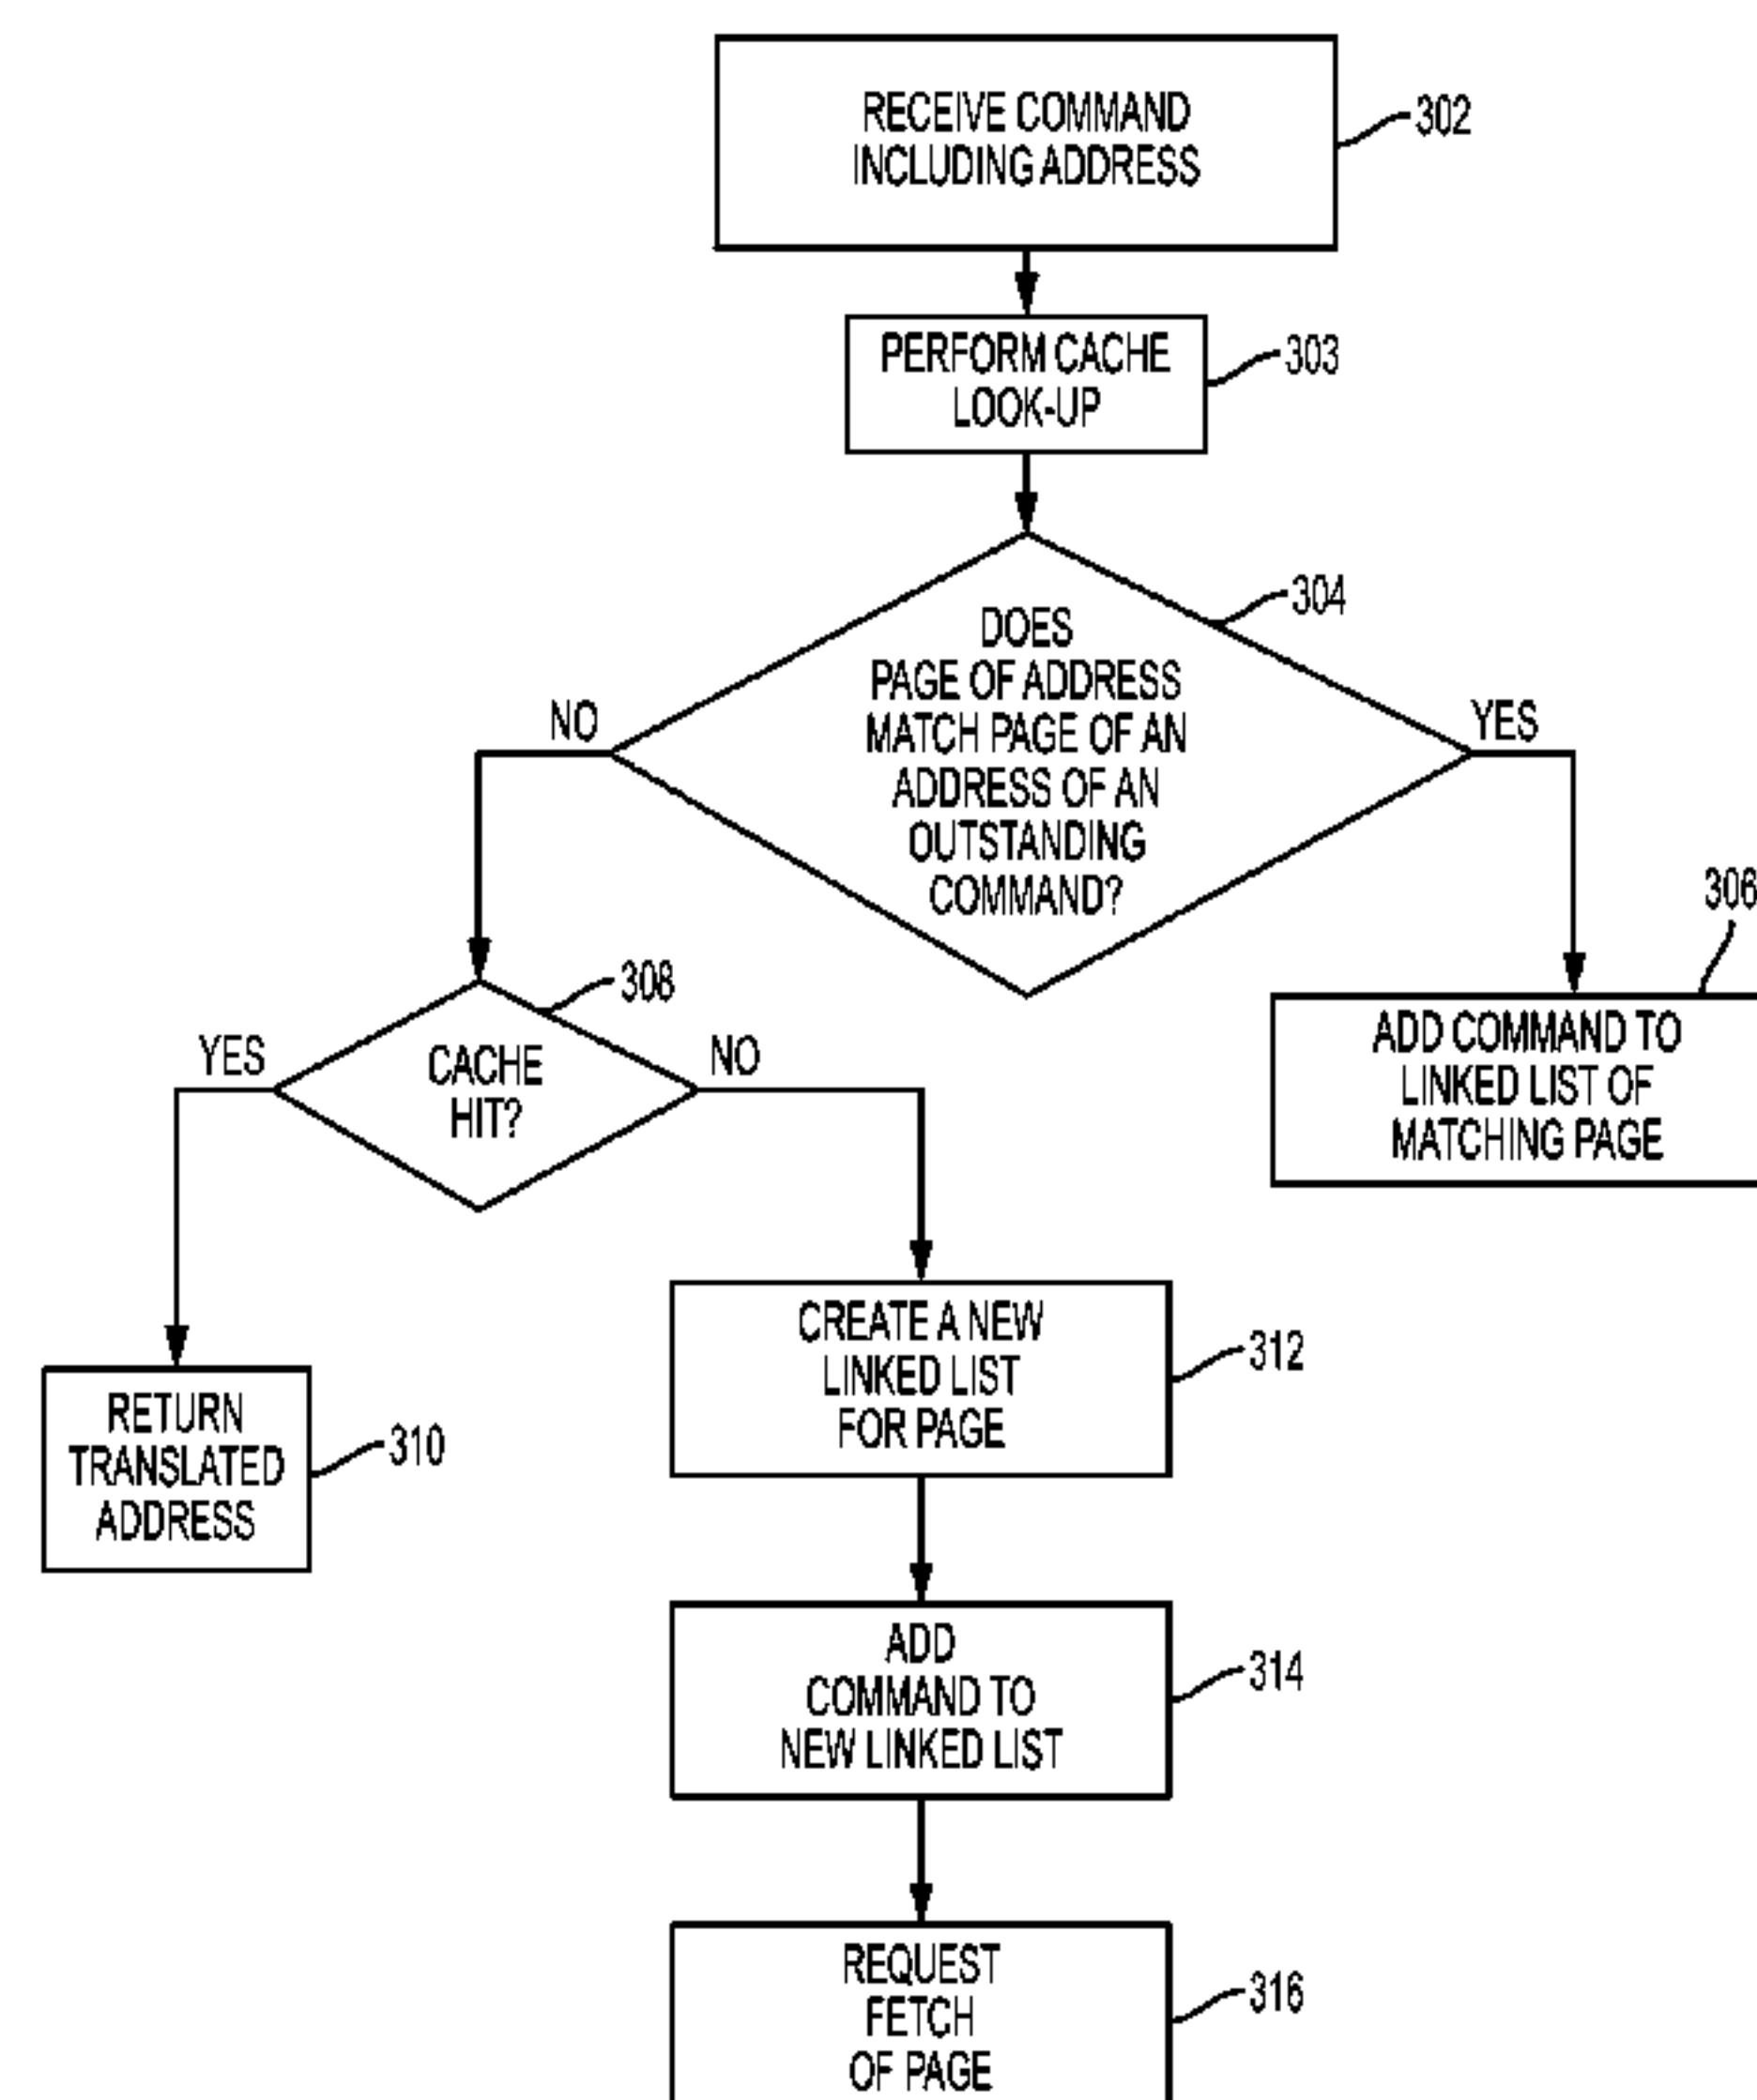 RECEIVE COMMAND
INCLUDING ADDRESS
302
PERFORM CACHE
LOOK-UP
303
304
DOES
PAGE OF ADDRESS
MATCH PAGE OF AN
ADDRESS OF AN
OUTSTANDING
COMMAND?
NO
YES
306
ADD COMMAND TO
LINKED LIST OF
MATCHING PAGE
308
CACHE
HIT?
YES
NO
RETURN
TRANSLATED
ADDRESS
310
CREATE A NEW
LINKED LIST
FOR PAGE
312
ADD
COMMAND TO
NEW LINKED LIST
314
REQUEST
FETCH
OF PAGE
316